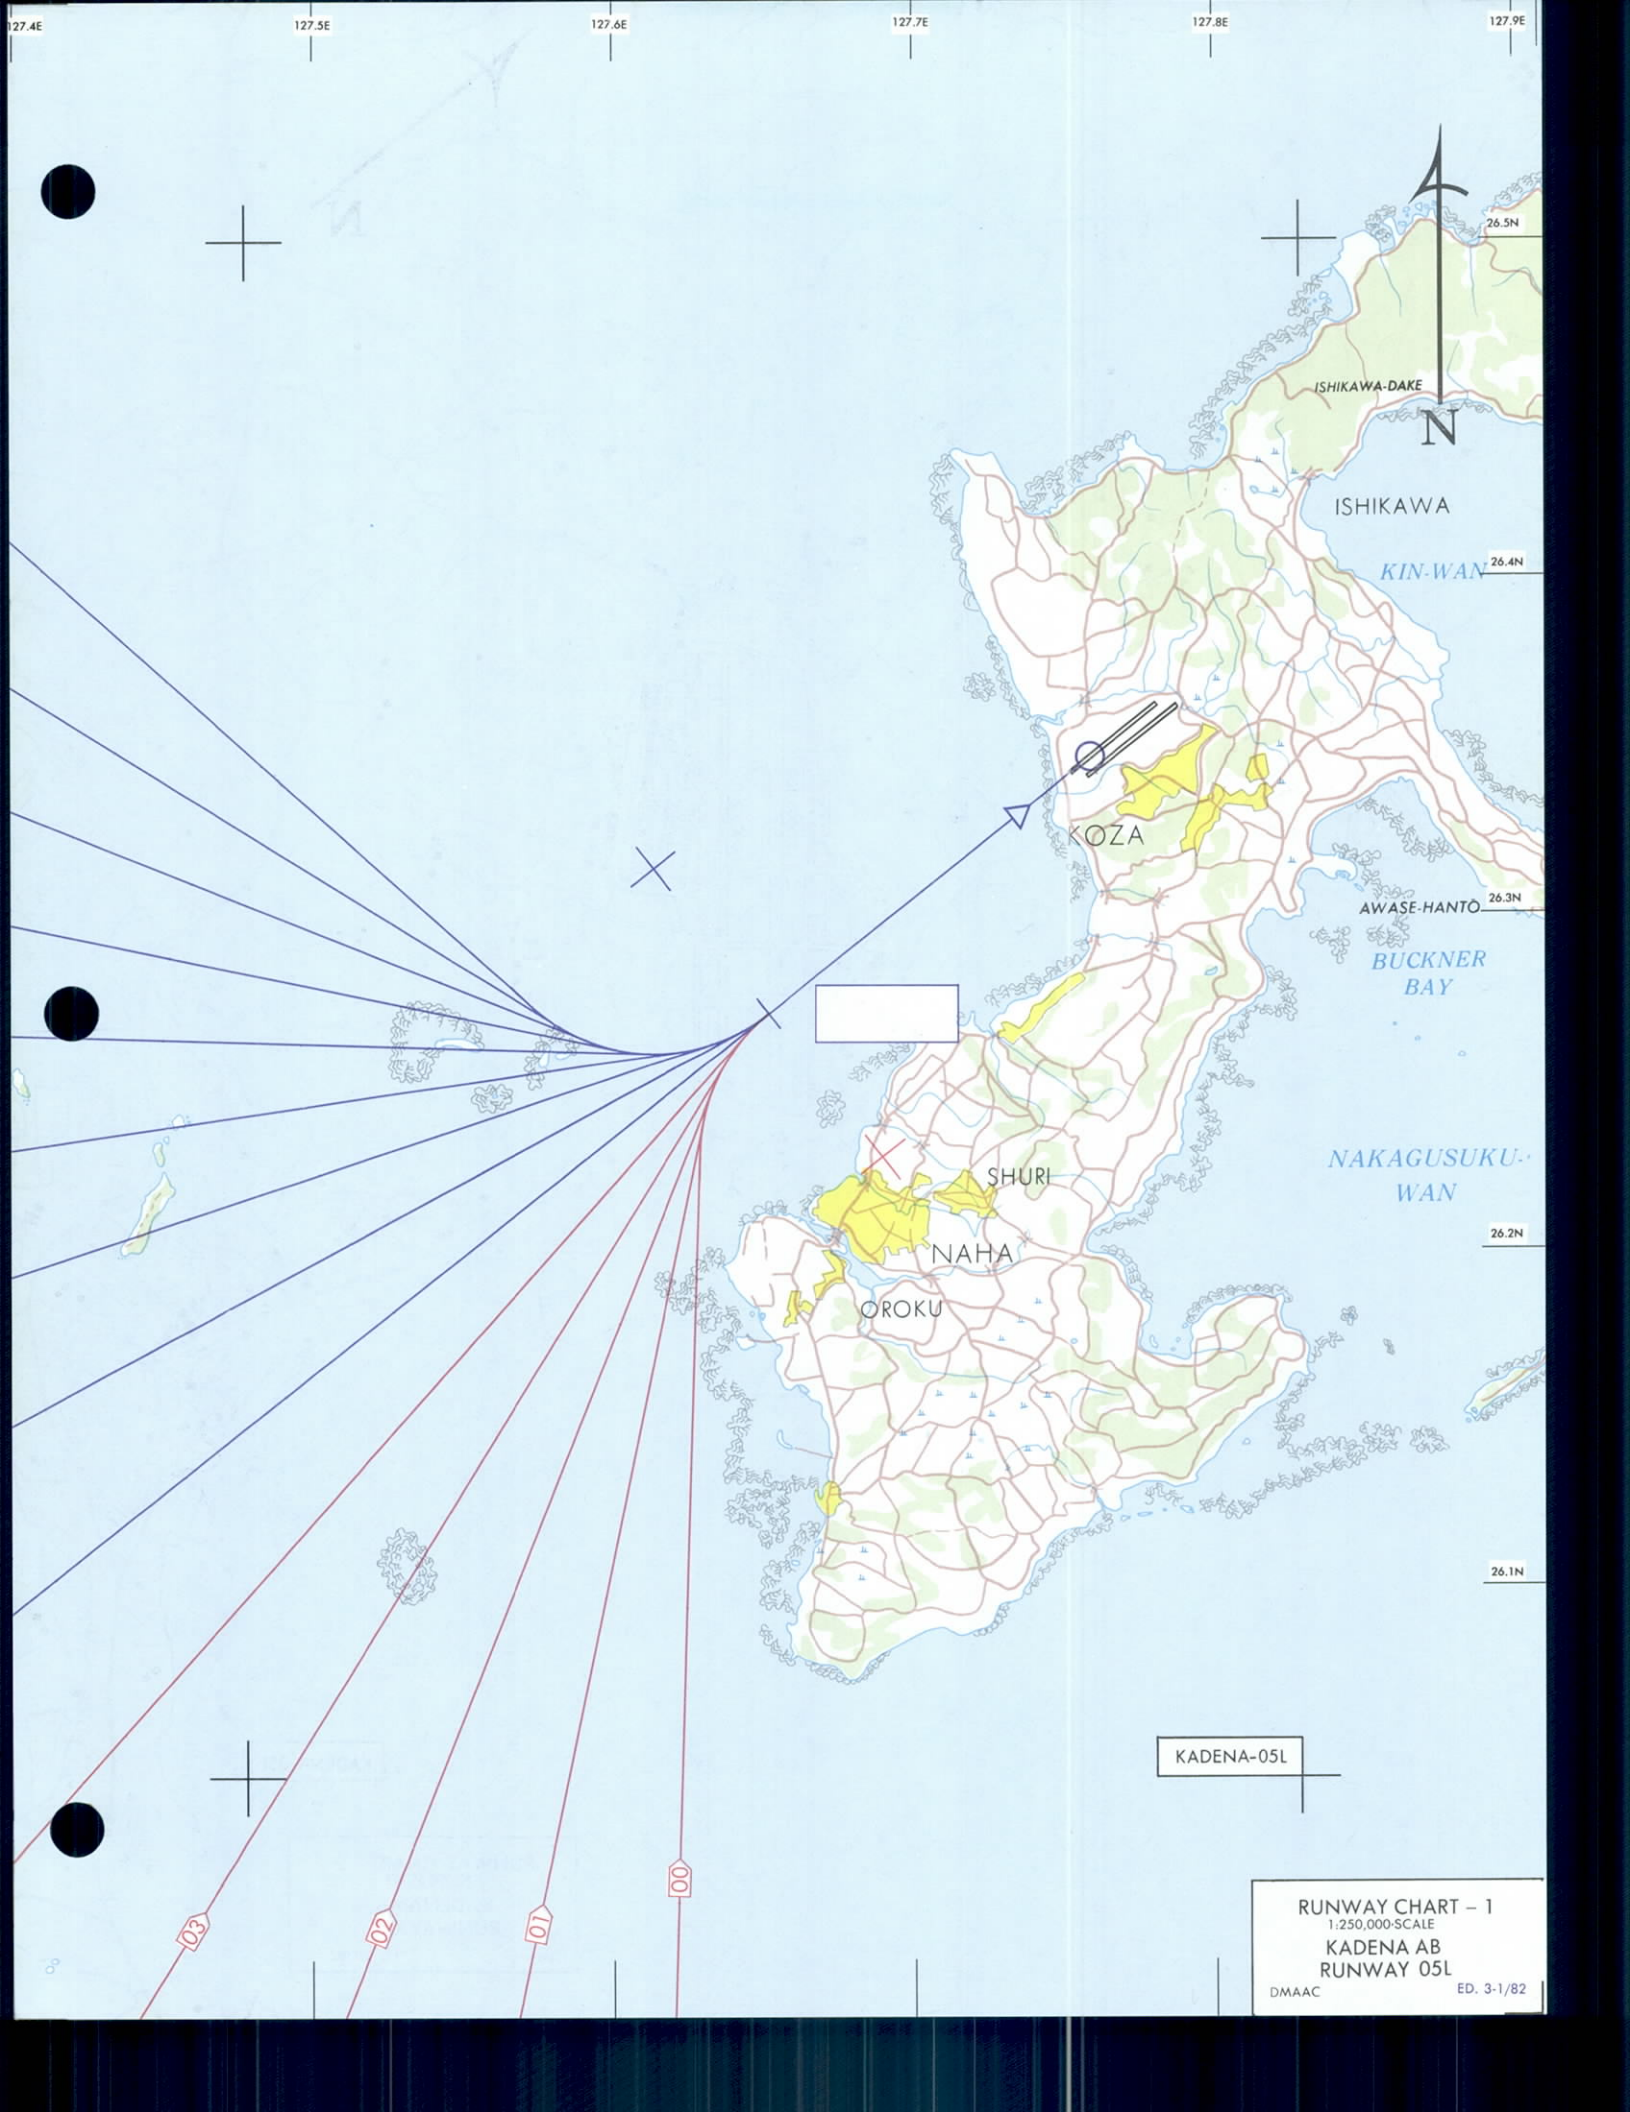 127.4E
127.5E
127.6E
127.7E
127.8E
127.9E
26.5N
ISHIKAWA-DAKE
N
ISHIKAWA
KIN-WAN
26.4N
KOZA
26.3N
AWASE-HANTŌ
BUCKNER
BAY
NAKAGUSUKU-
WAN
SHURI
26.2N
NAHA
OROKU
26.1N
KADENA-05L
00
01
02
03
RUNWAY CHART – 1
1:250,000·SCALE
KADENA AB
RUNWAY 05L
DMAAC
ED. 3-1/82